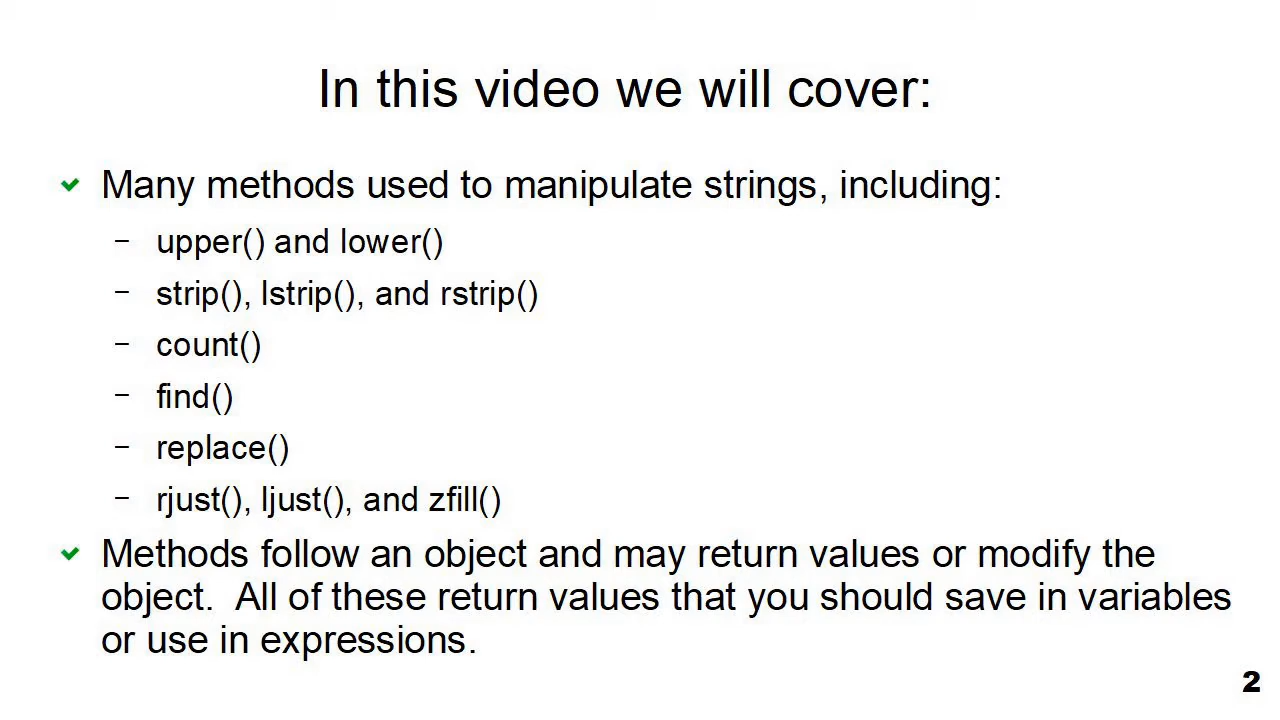 In this video we will cover:
Many methods used to manipulate strings, including:
– upper() and lower()
– strip(), lstrip(), and rstrip()
– count()
– find()
– replace()
– rjust(), ljust(), and zfill()
Methods follow an object and may return values or modify the
object.  All of these return values that you should save in variables
or use in expressions.
2